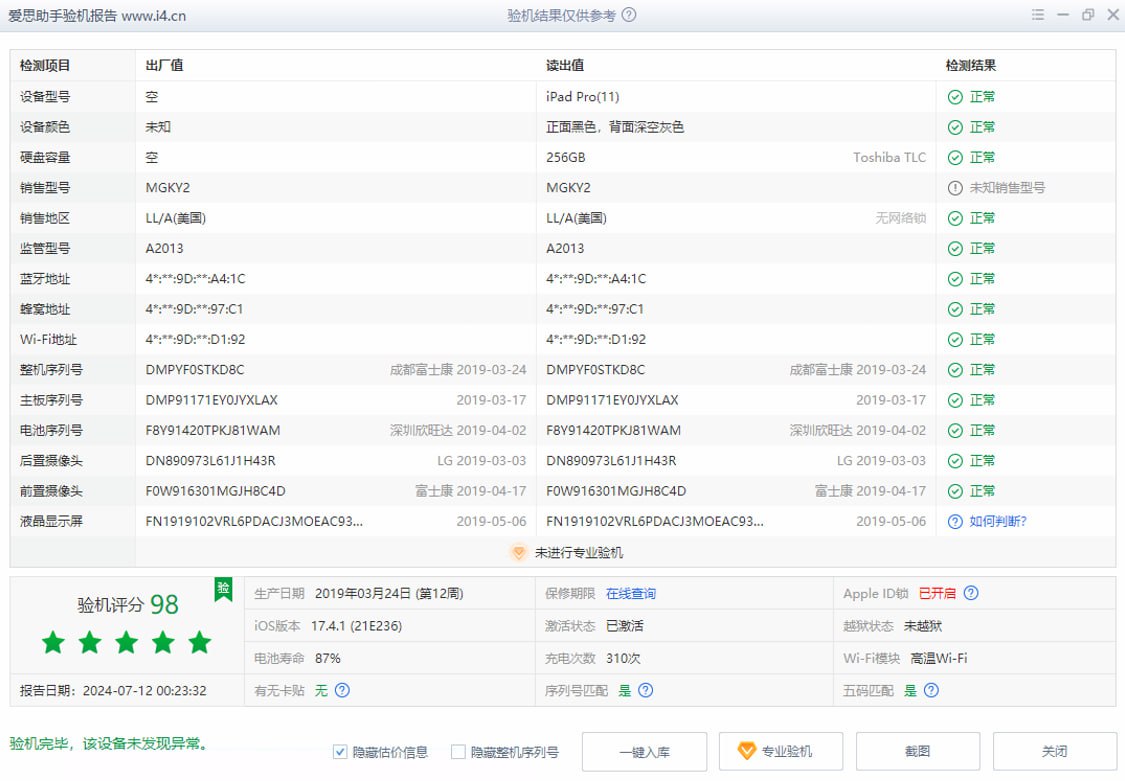 爱思助手验机报告 www.i4.cn 验机结果仅供参考
检测项目 出厂值 读出值 检测结果
设备型号 空 iPad Pro(11) 正常
设备颜色 未知 正面黑色，背面深空灰色 正常
硬盘容量 空 256GB Toshiba TLC 正常
销售型号 MGKY2 MGKY2 未知销售型号
销售地区 LL/A(美国) LL/A(美国) 无网络锁 正常
监管型号 A2013 A2013 正常
蓝牙地址 4*:**:9D:**:A4:1C 4*:**:9D:**:A4:1C 正常
蜂窝地址 4*:**:9D:**:97:C1 4*:**:9D:**:97:C1 正常
Wi-Fi地址 4*:**:9D:**:D1:92 4*:**:9D:**:D1:92 正常
整机序列号 DMPYF0STKD8C 成都富士康 2019-03-24 DMPYF0STKD8C 成都富士康 2019-03-24 正常
主板序列号 DMP91171EY0JYXLAX 2019-03-17 DMP91171EY0JYXLAX 2019-03-17 正常
电池序列号 F8Y91420TPKJ81WAM 深圳欣旺达 2019-04-02 F8Y91420TPKJ81WAM 深圳欣旺达 2019-04-02 正常
后置摄像头 DN890973L61J1H43R LG 2019-03-03 DN890973L61J1H43R LG 2019-03-03 正常
前置摄像头 F0W916301MGJH8C4D 富士康 2019-04-17 F0W916301MGJH8C4D 富士康 2019-04-17 正常
液晶显示屏 FN1919102VRL6PDACJ3MOEAC93... 2019-05-06 FN1919102VRL6PDACJ3MOEAC93... 2019-05-06 如何判断?
未进行专业验机
验机评分 98 验
生产日期 2019年03月24日 (第12周) 保修期限 在线查询 Apple ID锁 已开启
iOS版本 17.4.1 (21E236) 激活状态 已激活 越狱状态 未越狱
电池寿命 87% 充电次数 310次 Wi-Fi模块 高温Wi-Fi
报告日期：2024-07-12 00:23:32 有无卡贴 无 序列号匹配 是 五码匹配 是
验机完毕，该设备未发现异常。 隐藏估价信息 隐藏整机序列号 一键入库 专业验机 截图 关闭